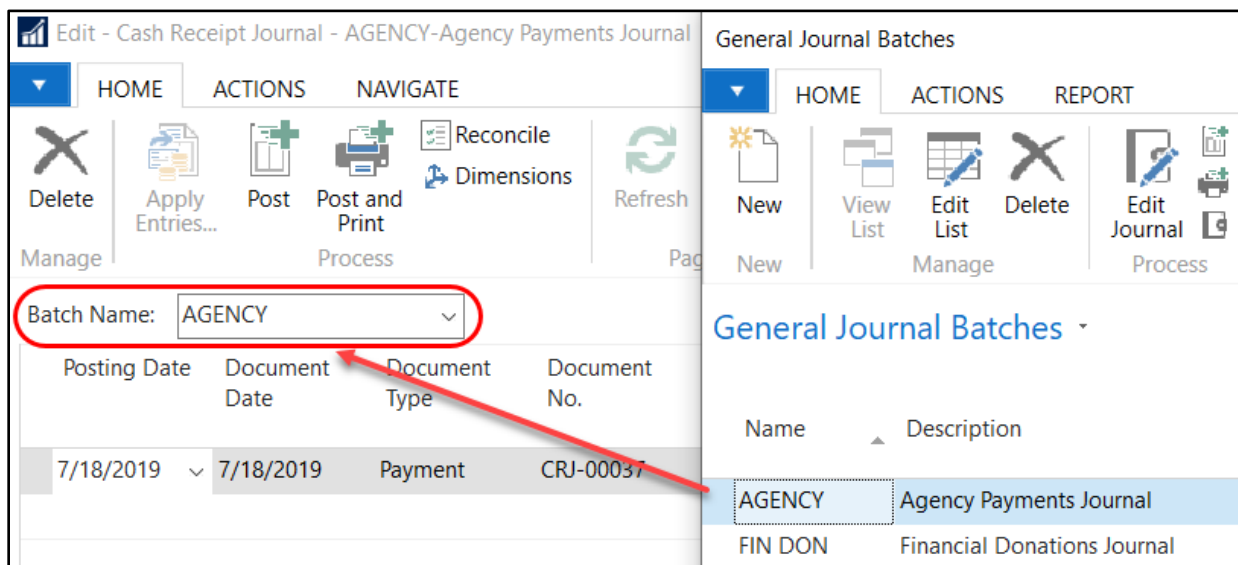 Edit - Cash Receipt Journal - AGENCY-Agency Payments Journal
HOME ACTIONS NAVIGATE
Delete
Apply
Entries...
Post
Post and
Print
Reconcile
Dimensions
Refresh
Manage
Process
Pag
Batch Name: AGENCY
Posting Date
Document
Date
Document
Type
Document
No.
7/18/2019 7/18/2019 Payment CRJ-00037
General Journal Batches
HOME ACTIONS REPORT
New
View
List
Edit
List
Delete
Edit
Journal
New
Manage
Process
General Journal Batches
Name Description
AGENCY Agency Payments Journal
FIN DON Financial Donations Journal